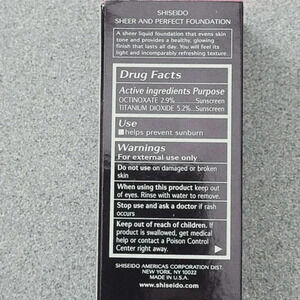 SHISEIDO
SHEER AND PERFECT FOUNDATION
A sheer liquid foundation that evens skin
tone and provides a healthy, glowing
finish that lasts all day. You will feel its
light and incomparably refreshing texture.
Drug Facts
Active ingredients Purpose
OCTINOXATE 2.9% Sunscreen
TITANIUM DIOXIDE 5.2% ..Sunscreen
Use
■helps prevent sunburn
Warnings
For external use only
Do not use on damaged or broken
skin
When using this product keep out
of eyes. Rinse with water to remove.
Stop use and ask a doctor if rash
occurs
Keep out of reach of children. If
product is swallowed, get medical
help or contact a Poison Control
Center right away.
SHISEIDO AMERICAS CORPORATION DIST.
NEW YORK, NY 10022
MADE IN U.S.A.
www.shiseido.com